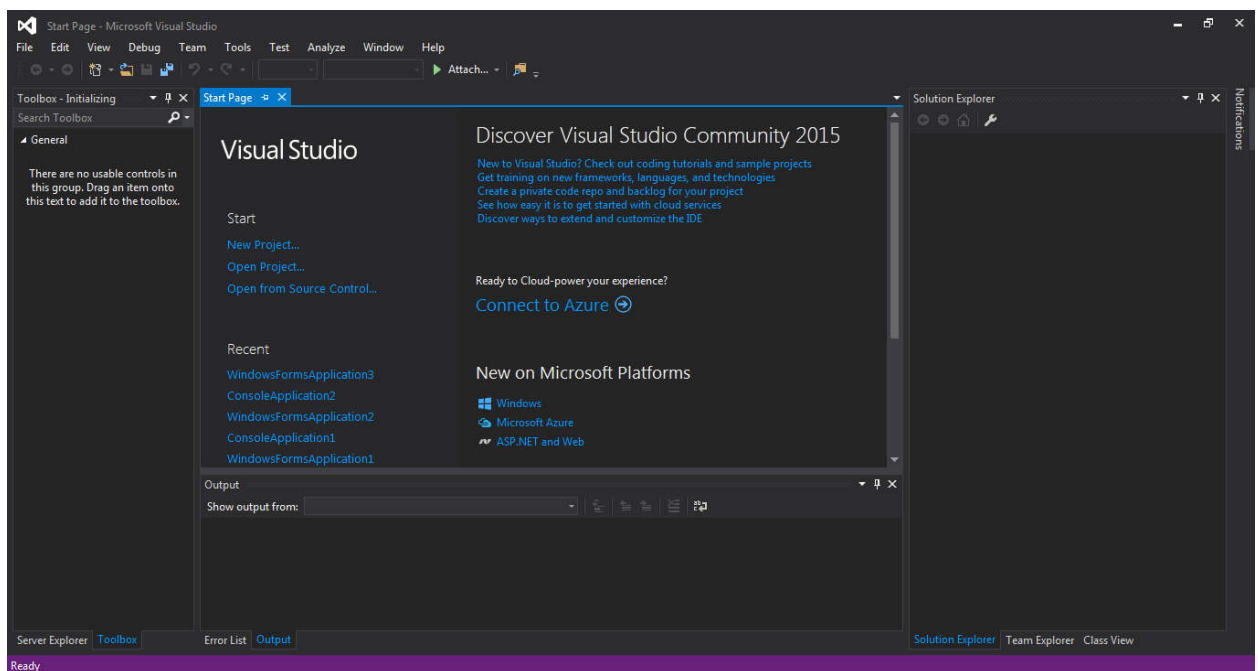 Start Page - Microsoft Visual Studio
File Edit View Debug Team Tools Test Analyze Window Help
Attach...
Toolbox - Initializing
Search Toolbox
General
There are no usable controls in
this group. Drag an item onto
this text to add it to the toolbox.
Server Explorer Toolbox
Start Page
Visual Studio
Start
New Project...
Open Project...
Open from Source Control...
Recent
WindowsFormsApplication3
ConsoleApplication2
WindowsFormsApplication2
ConsoleApplication1
WindowsFormsApplication1
Discover Visual Studio Community 2015
New to Visual Studio? Check out coding tutorials and sample projects
Get training on new frameworks, languages, and technologies
Create a private code repo and backlog for your project
See how easy it is to get started with cloud services
Discover ways to extend and customize the IDE
Ready to Cloud-power your experience?
Connect to Azure
New on Microsoft Platforms
Windows
Microsoft Azure
ASP.NET and Web
Output
Show output from:
Error List Output
Solution Explorer
Solution Explorer Team Explorer Class View
Notifications
Ready